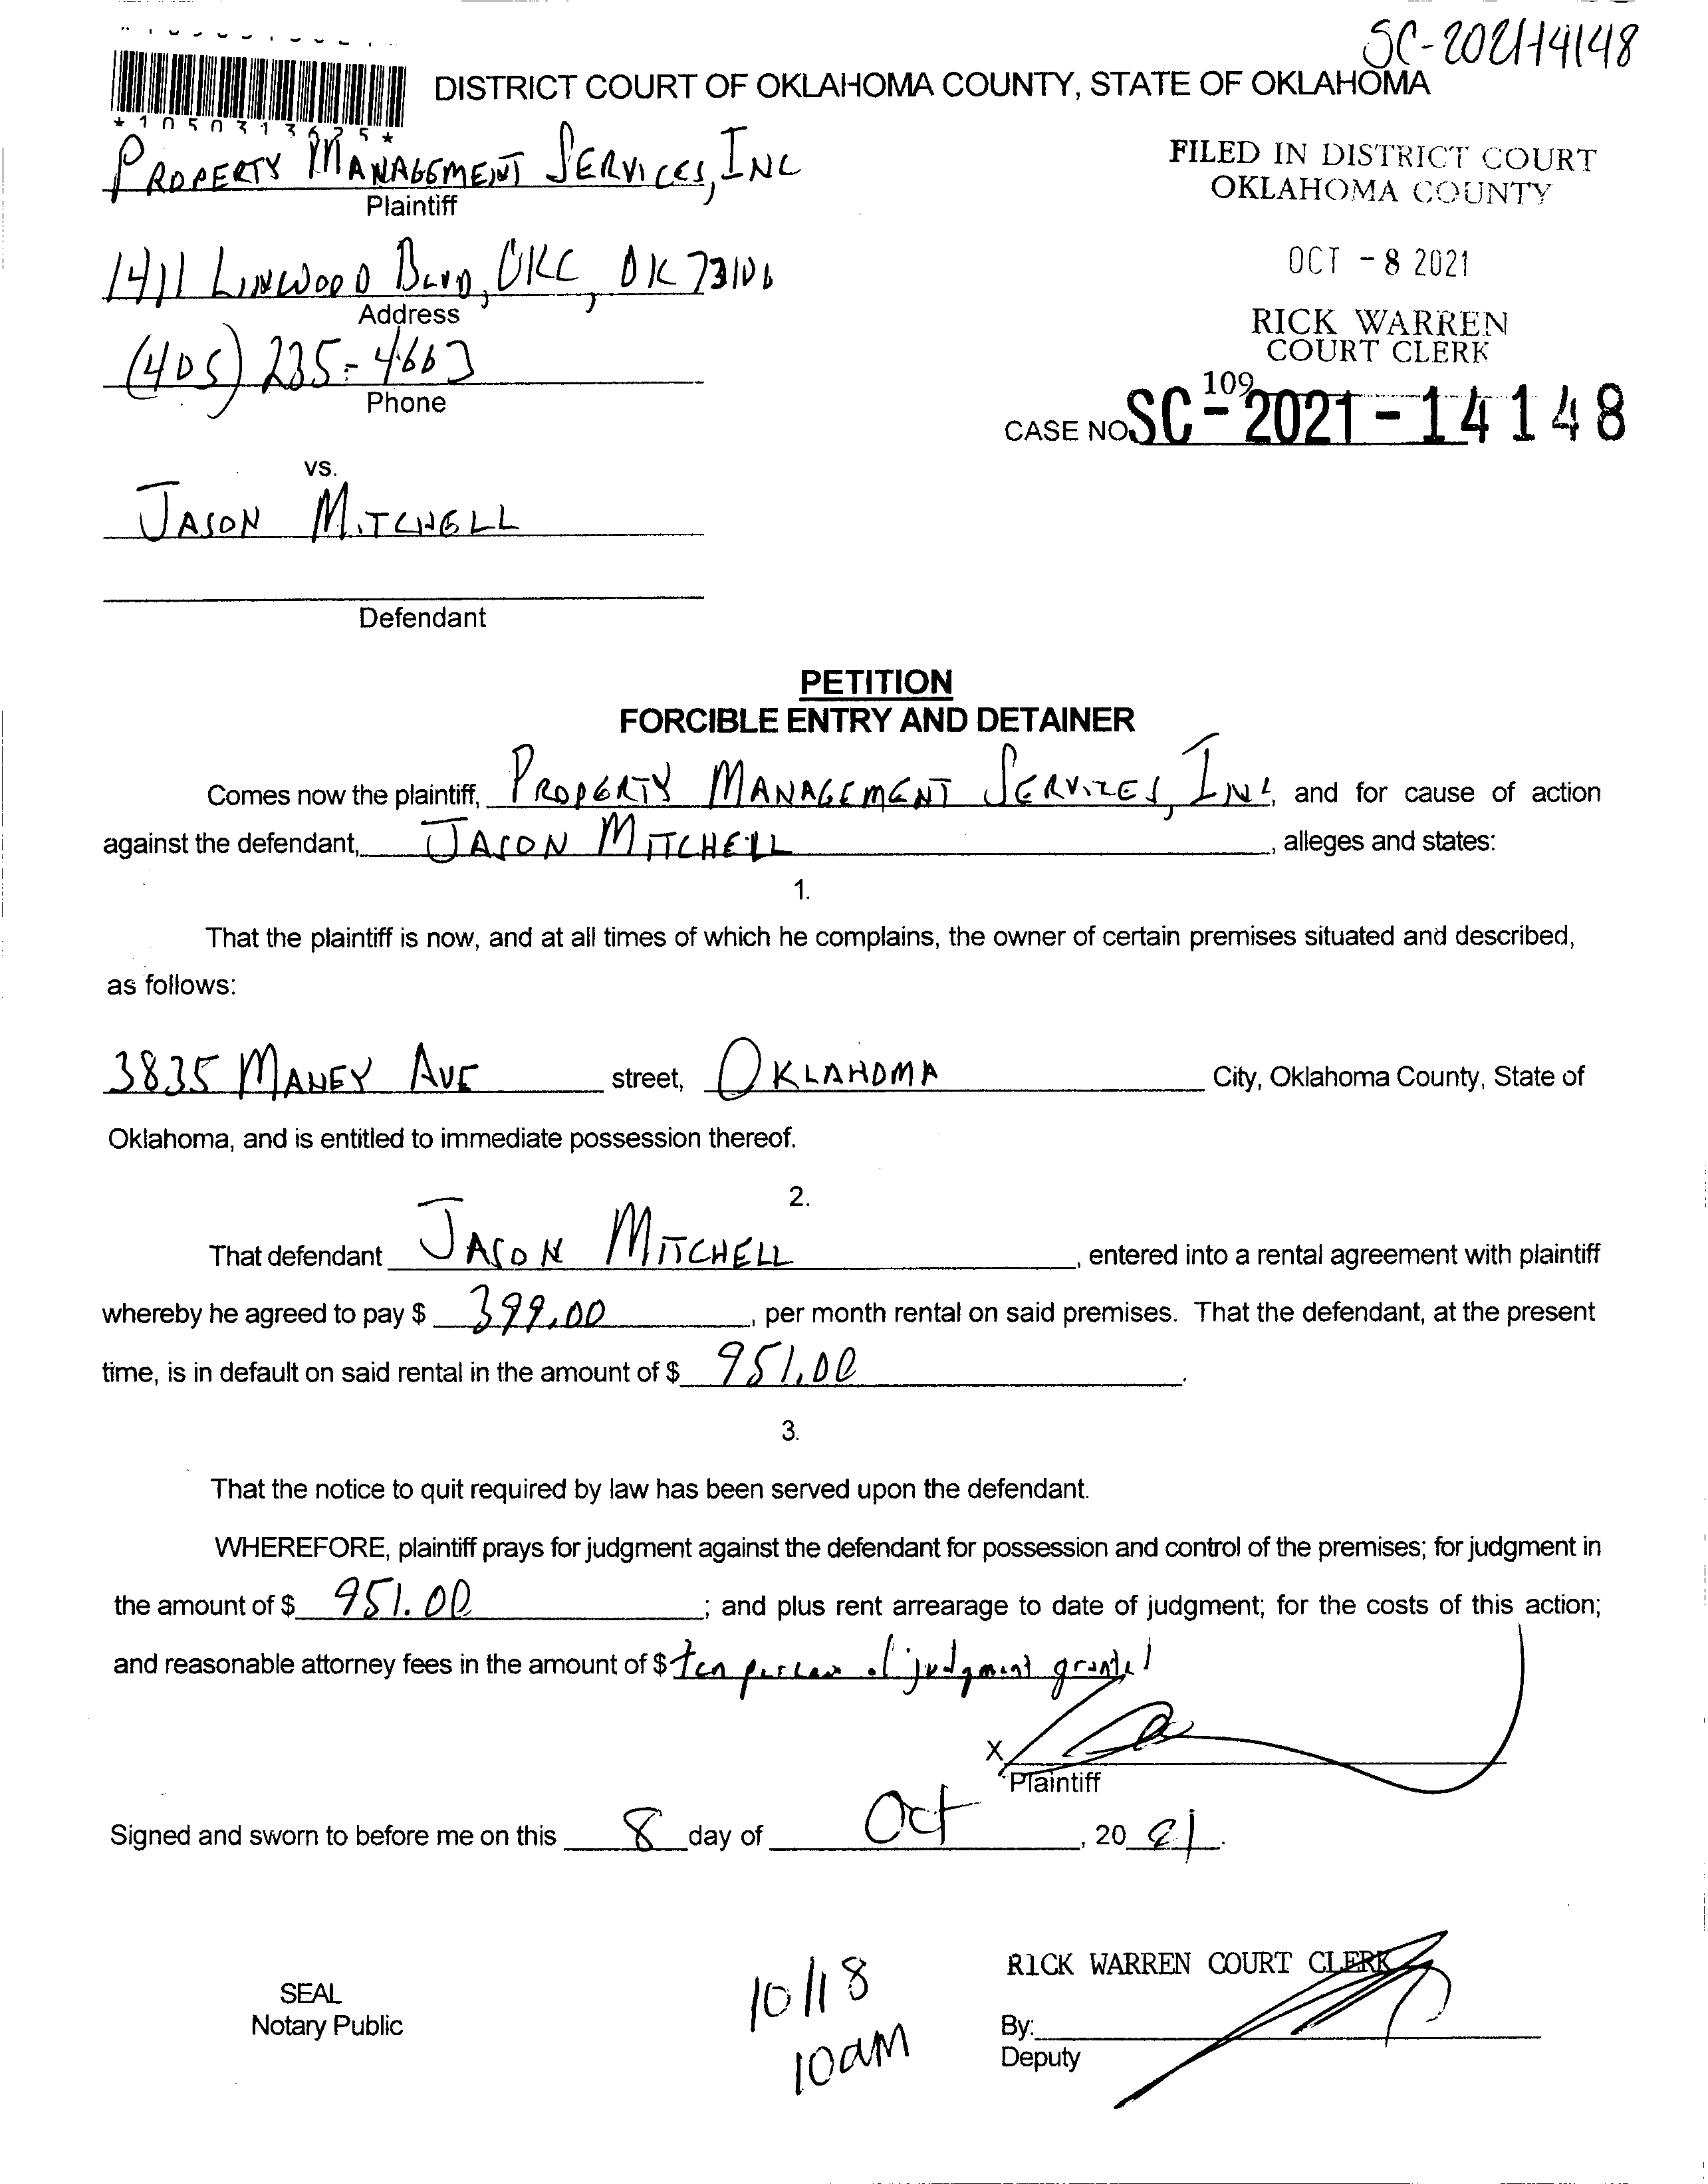 SC-2021-14148
DISTRICT COURT OF OKLAHOMA COUNTY, STATE OF OKLAHOMA
*1050313625*
PROPERTY MANAGEMENT SERVICES, INC
Plaintiff
FILED IN DISTRICT COURT
OKLAHOMA COUNTY
1411 LINWOOD BLVD, OKC, OK 73106
Address
OCT - 8 2021
(405) 235-4663
Phone
RICK WARREN
COURT CLERK
109
CASE NO. SC-2021-14148
vs.
JASON MITCHELL
Defendant
PETITION
FORCIBLE ENTRY AND DETAINER
Comes now the plaintiff, PROPERTY MANAGEMENT SERVICES, INC, and for cause of action
against the defendant, JASON MITCHELL, alleges and states:
1.
That the plaintiff is now, and at all times of which he complains, the owner of certain premises situated and described,
as follows:
3835 MANEY AVE street, OKLAHOMA City, Oklahoma County, State of
Oklahoma, and is entitled to immediate possession thereof.
2.
That defendant JASON MITCHELL, entered into a rental agreement with plaintiff
whereby he agreed to pay $ 399.00, per month rental on said premises. That the defendant, at the present
time, is in default on said rental in the amount of $ 951.00.
3.
That the notice to quit required by law has been served upon the defendant.
WHEREFORE, plaintiff prays for judgment against the defendant for possession and control of the premises; for judgment in
the amount of $ 951.00; and plus rent arrearage to date of judgment; for the costs of this action;
and reasonable attorney fees in the amount of $ ten percent of judgment granted
X
Plaintiff
Signed and sworn to before me on this 8 day of Oct, 20 21.
SEAL
Notary Public
10/18
10am
RICK WARREN COURT CLERK
By:
Deputy